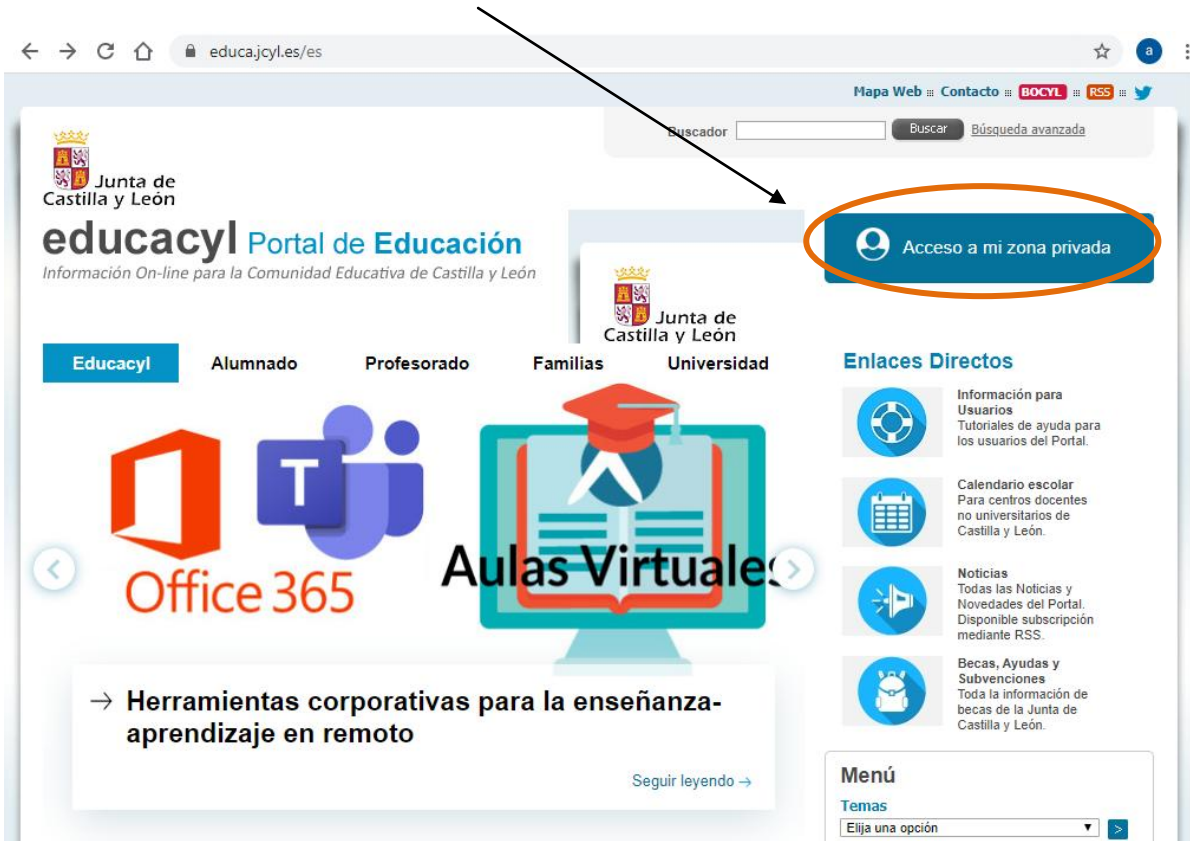 educa.jcyl.es/es
a
Mapa Web Contacto BOCYL RSS
Buscador Buscar Búsqueda avanzada
Junta de
Castilla y León
educacyl Portal de Educación
Información On-line para la Comunidad Educativa de Castilla y León
Acceso a mi zona privada
Junta de
Castilla y León
Educacyl Alumnado Profesorado Familias Universidad
Office 365
T
Aulas Virtuales
→ Herramientas corporativas para la enseñanza-
aprendizaje en remoto
Seguir leyendo →
Enlaces Directos
Información para
Usuarios
Tutoriales de ayuda para
los usuarios del Portal.
Calendario escolar
Para centros docentes
no universitarios de
Castilla y León.
Noticias
Todas las Noticias y
Novedades del Portal.
Disponible subscripción
mediante RSS.
Becas, Ayudas y
Subvenciones
Toda la información de
becas de la Junta de
Castilla y León.
Menú
Temas
Elija una opción >